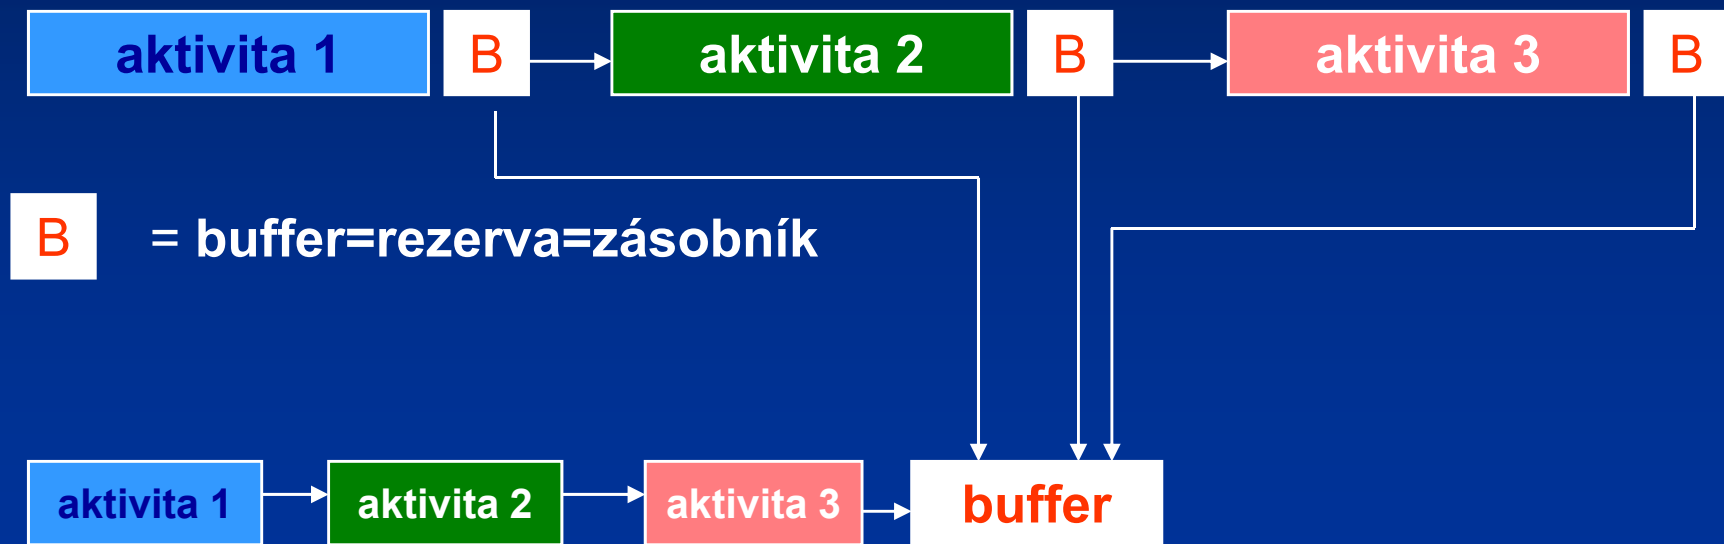 aktivita 1 B aktivita 2 B aktivita 3 B
B = buffer=rezerva=zásobník
aktivita 1 aktivita 2 aktivita 3 buffer